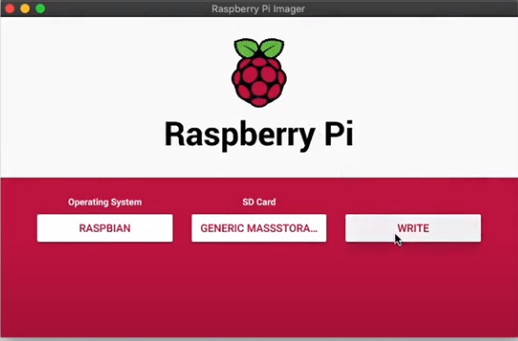 Raspberry Pi Imager
Raspberry Pi
Operating System
SD Card
RASPBIAN
GENERIC MASSSTORA...
WRITE